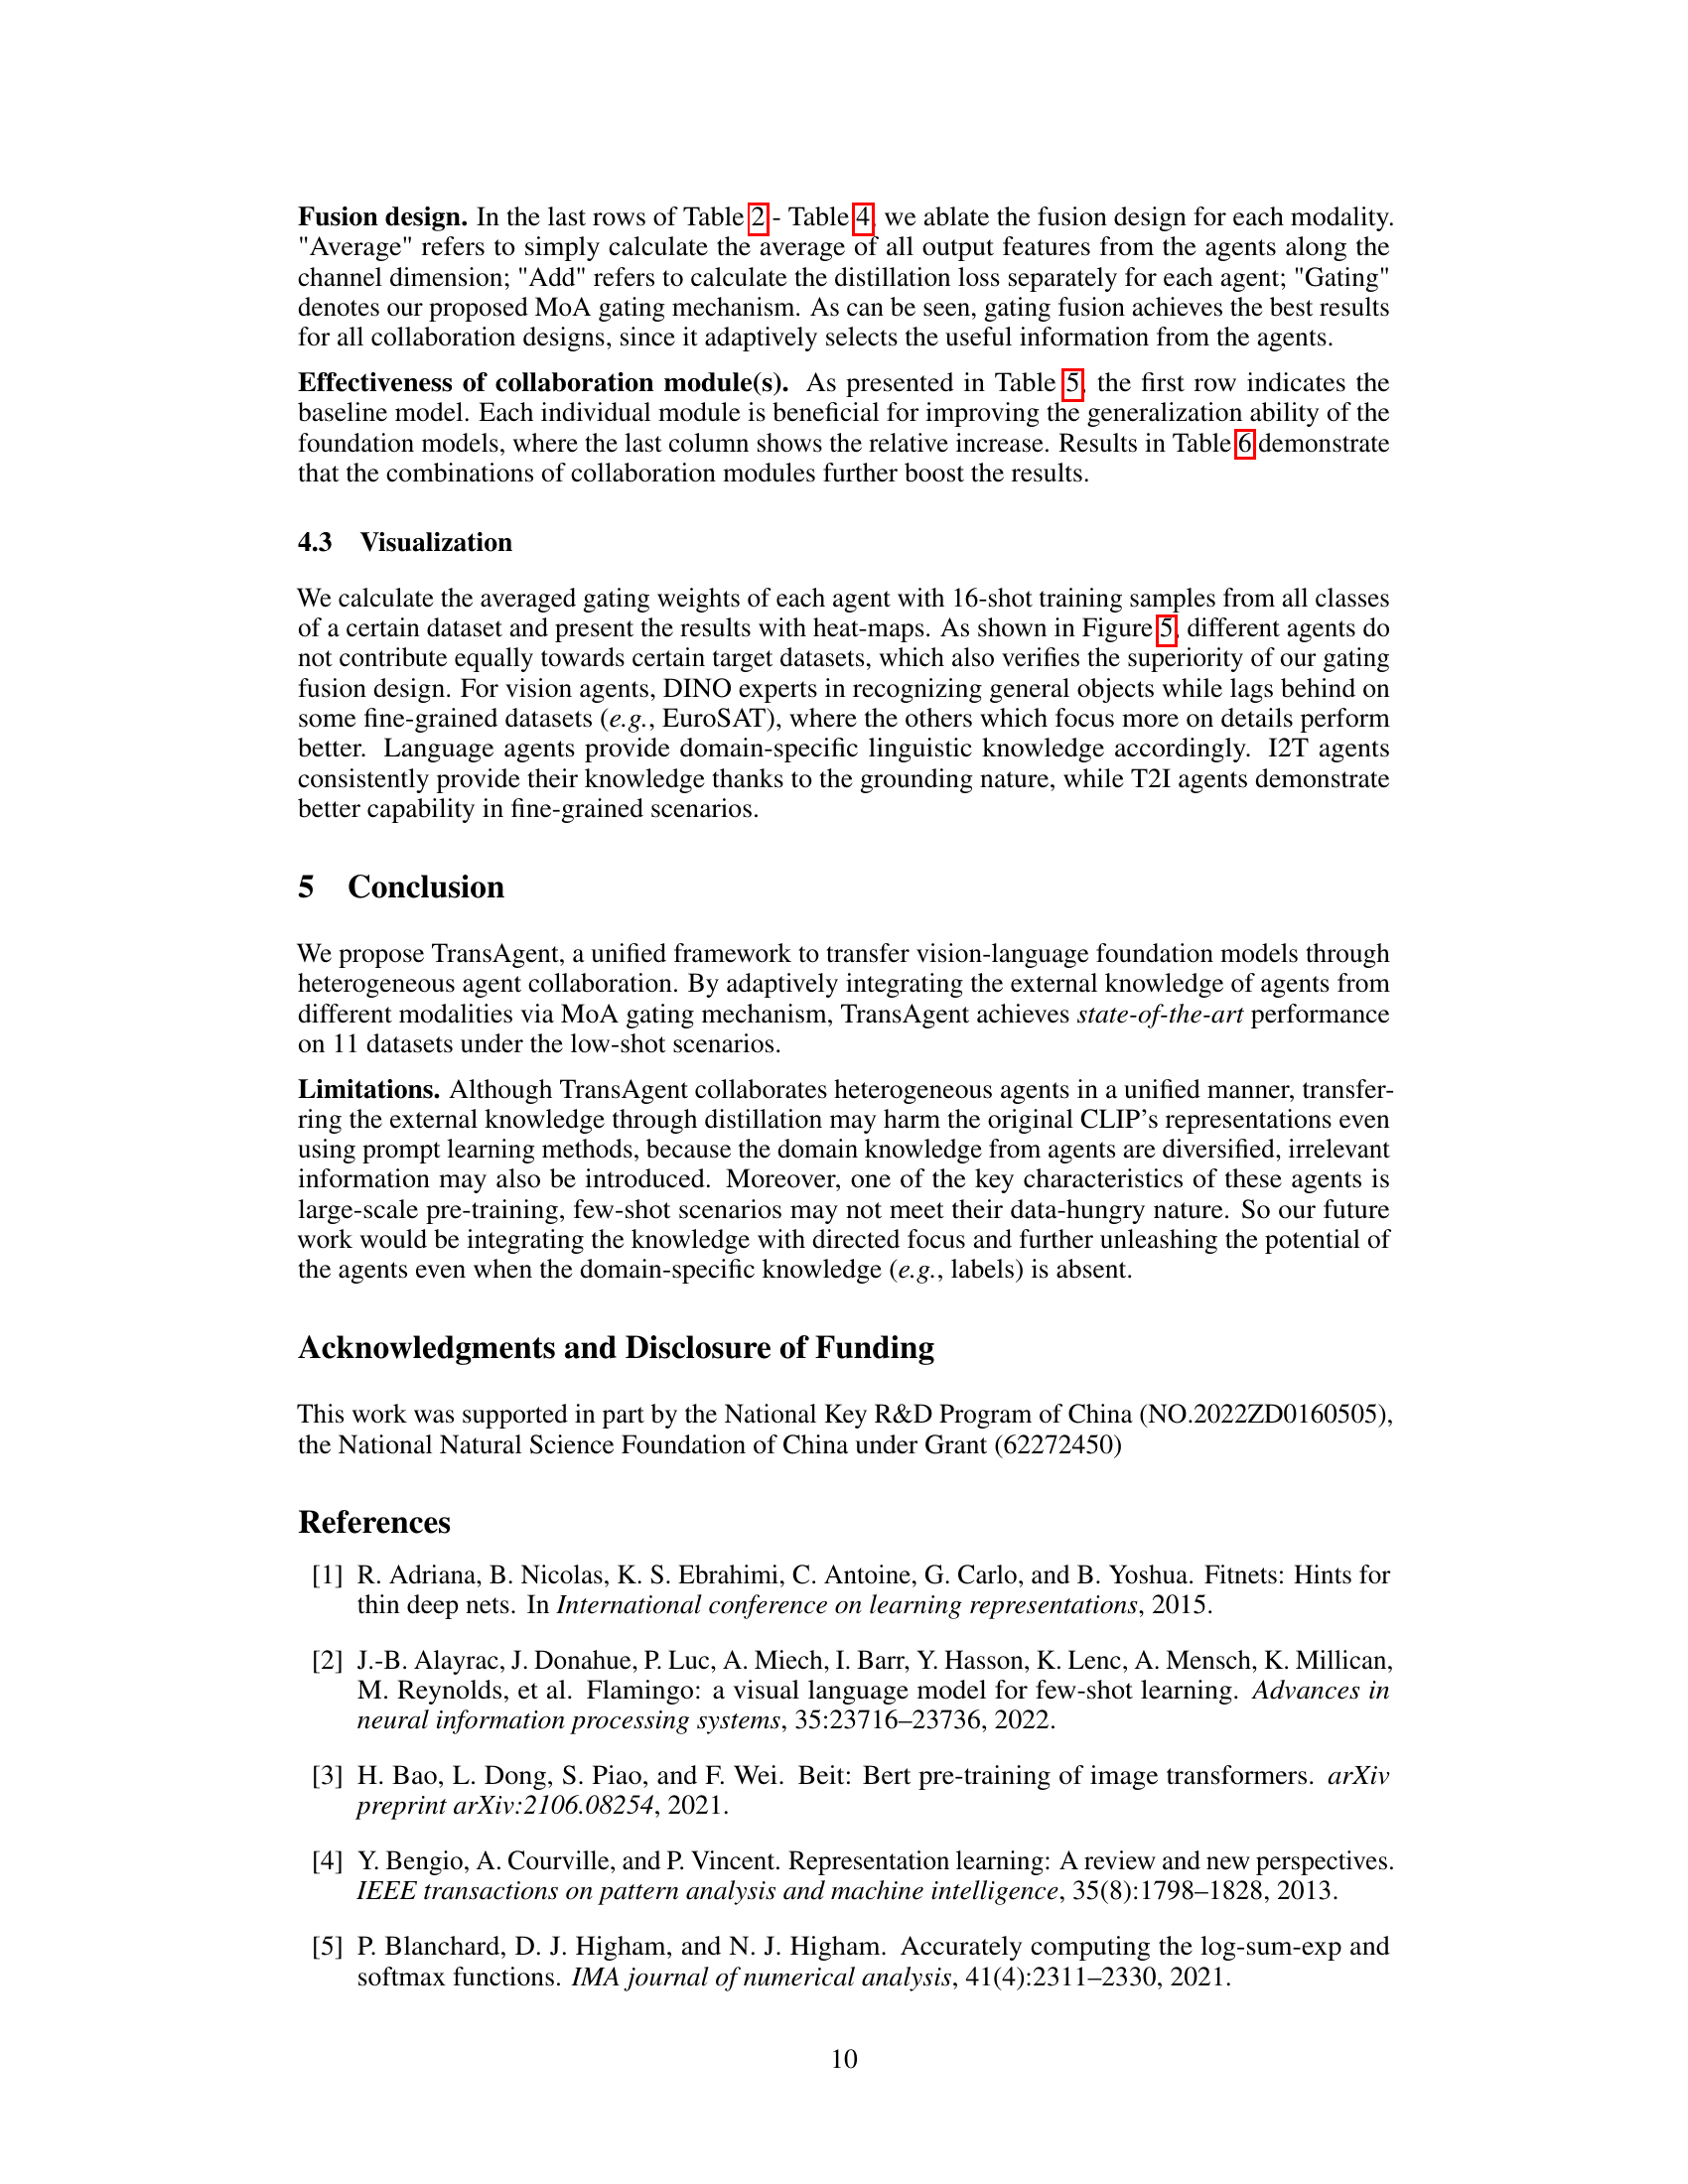 Fusion design. In the last rows of Table 2 - Table 4, we ablate the fusion design for each modality.
"Average" refers to simply calculate the average of all output features from the agents along the
channel dimension; "Add" refers to calculate the distillation loss separately for each agent; "Gating"
denotes our proposed MoA gating mechanism. As can be seen, gating fusion achieves the best results
for all collaboration designs, since it adaptively selects the useful information from the agents.
Effectiveness of collaboration module(s). As presented in Table 5, the first row indicates the
baseline model. Each individual module is beneficial for improving the generalization ability of the
foundation models, where the last column shows the relative increase. Results in Table 6 demonstrate
that the combinations of collaboration modules further boost the results.
4.3 Visualization
We calculate the averaged gating weights of each agent with 16-shot training samples from all classes
of a certain dataset and present the results with heat-maps. As shown in Figure 5, different agents do
not contribute equally towards certain target datasets, which also verifies the superiority of our gating
fusion design. For vision agents, DINO experts in recognizing general objects while lags behind on
some fine-grained datasets (e.g., EuroSAT), where the others which focus more on details perform
better. Language agents provide domain-specific linguistic knowledge accordingly. I2T agents
consistently provide their knowledge thanks to the grounding nature, while T2I agents demonstrate
better capability in fine-grained scenarios.
5 Conclusion
We propose TransAgent, a unified framework to transfer vision-language foundation models through
heterogeneous agent collaboration. By adaptively integrating the external knowledge of agents from
different modalities via MoA gating mechanism, TransAgent achieves state-of-the-art performance
on 11 datasets under the low-shot scenarios.
Limitations. Although TransAgent collaborates heterogeneous agents in a unified manner, transfer-
ring the external knowledge through distillation may harm the original CLIP's representations even
using prompt learning methods, because the domain knowledge from agents are diversified, irrelevant
information may also be introduced. Moreover, one of the key characteristics of these agents is
large-scale pre-training, few-shot scenarios may not meet their data-hungry nature. So our future
work would be integrating the knowledge with directed focus and further unleashing the potential of
the agents even when the domain-specific knowledge (e.g., labels) is absent.
Acknowledgments and Disclosure of Funding
This work was supported in part by the National Key R&D Program of China (NO.2022ZD0160505),
the National Natural Science Foundation of China under Grant (62272450)
References
[1] R. Adriana, B. Nicolas, K. S. Ebrahimi, C. Antoine, G. Carlo, and B. Yoshua. Fitnets: Hints for
thin deep nets. In International conference on learning representations, 2015.
[2] J.-B. Alayrac, J. Donahue, P. Luc, A. Miech, I. Barr, Y. Hasson, K. Lenc, A. Mensch, K. Millican,
M. Reynolds, et al. Flamingo: a visual language model for few-shot learning. Advances in
neural information processing systems, 35:23716–23736, 2022.
[3] H. Bao, L. Dong, S. Piao, and F. Wei. Beit: Bert pre-training of image transformers. arXiv
preprint arXiv:2106.08254, 2021.
[4] Y. Bengio, A. Courville, and P. Vincent. Representation learning: A review and new perspectives.
IEEE transactions on pattern analysis and machine intelligence, 35(8):1798–1828, 2013.
[5] P. Blanchard, D. J. Higham, and N. J. Higham. Accurately computing the log-sum-exp and
softmax functions. IMA journal of numerical analysis, 41(4):2311–2330, 2021.
10